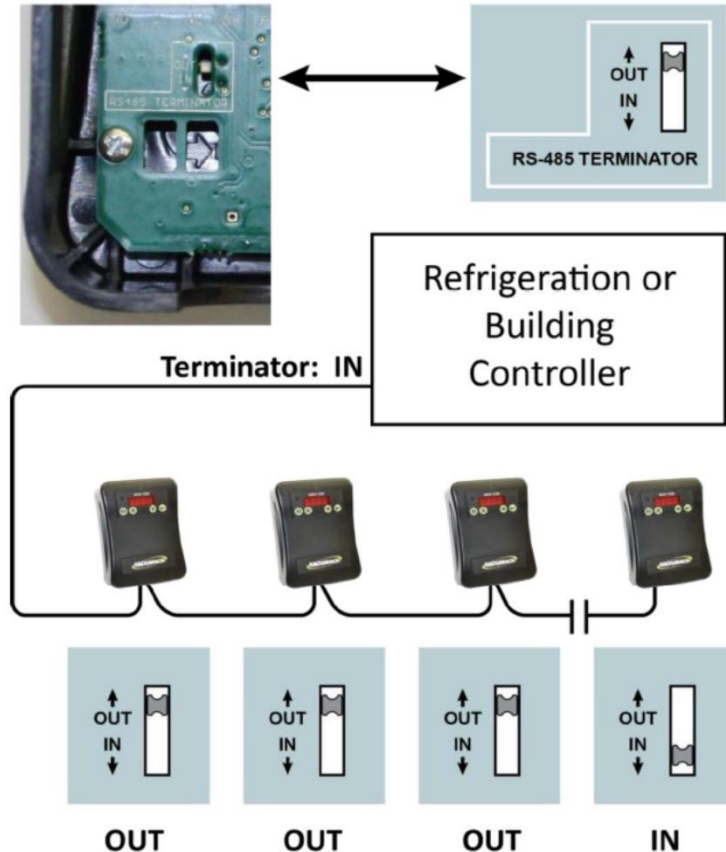 OUT
RS485 TERMINATOR
OUT
IN
RS-485 TERMINATOR
Refrigeration or
Building
Controller
Terminator: IN
OUT
IN
OUT
IN
OUT
IN
OUT
IN
OUT
OUT
OUT
IN